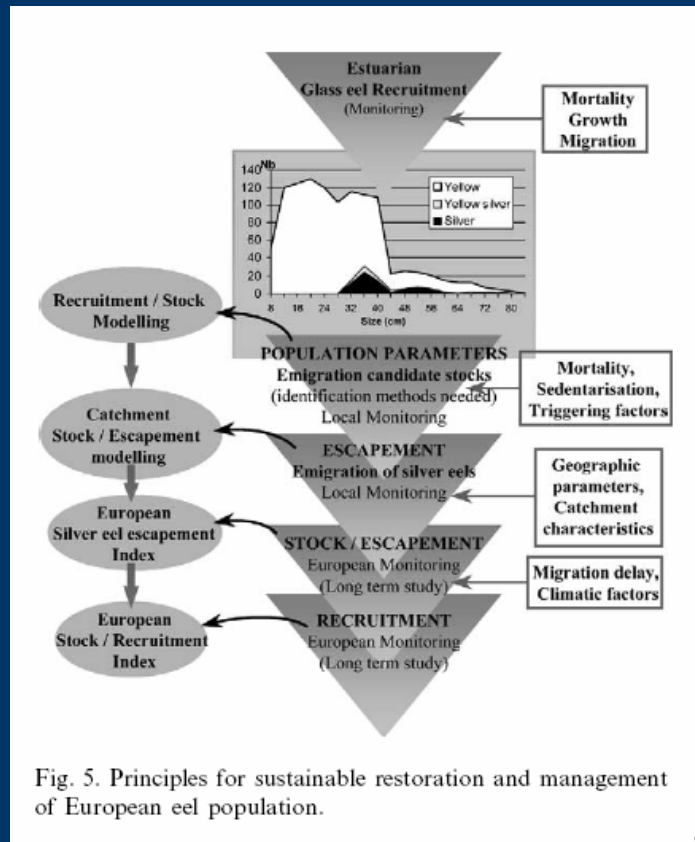 Estuarian
Glass eel Recruitment
(Monitoring)
Mortality
Growth
Migration
Nb
140
120
100
80
60
40
20
0
Yellow
Yellow silver
Silver
8 16 24 32 40 48 56 64 72 80
Size (cm)
Recruitment / Stock
Modelling
POPULATION PARAMETERS
Emigration candidate stocks
(identification methods needed)
Local Monitoring
Mortality,
Sedentarisation,
Triggering factors
Catchment
Stock / Escapement
modelling
ESCAPEMENT
Emigration of silver eels
Local Monitoring
Geographic
parameters,
Catchment
characteristics
European
Silver eel escapement
Index
STOCK / ESCAPEMENT
European Monitoring
(Long term study)
Migration delay,
Climatic factors
European
Stock / Recruitment
Index
RECRUITMENT
European Monitoring
(Long term study)
Fig. 5. Principles for sustainable restoration and management
of European eel population.